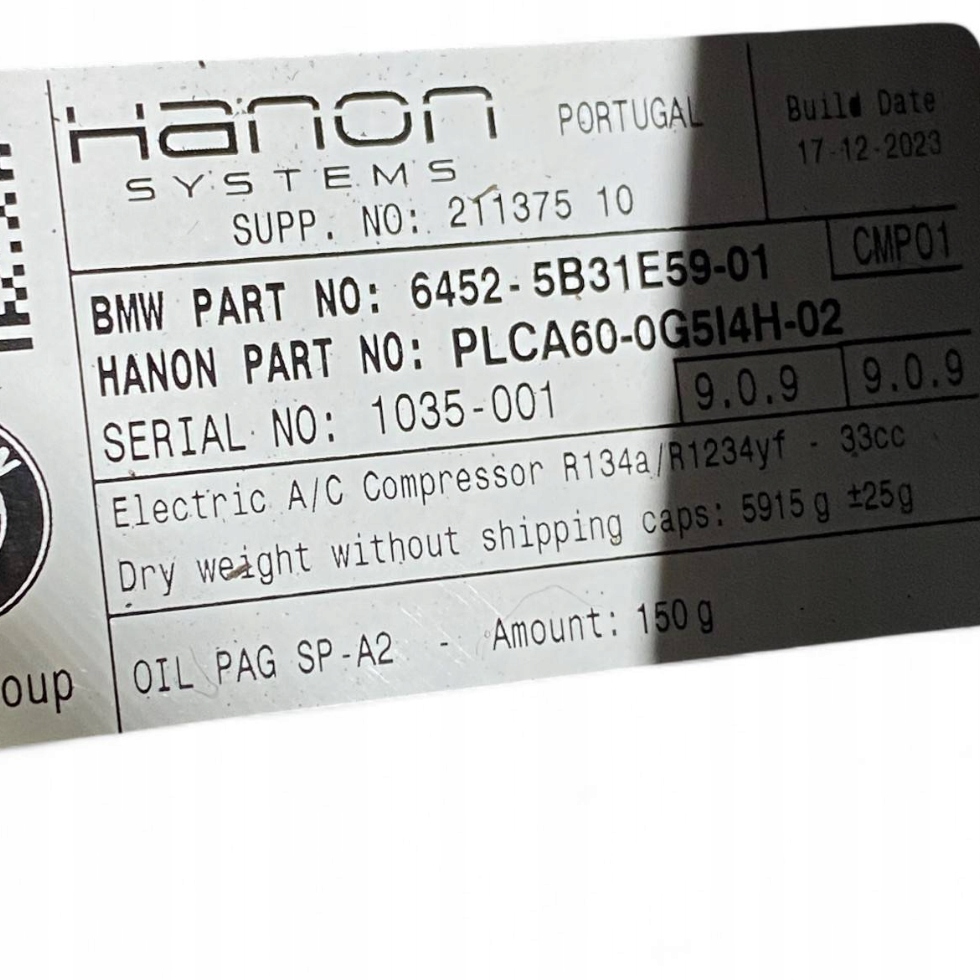 Hanon
SYSTEMS
PORTUGAL
Build Date
17-12-2023
SUPP. NO: 211375 10
BMW PART NO: 6452-5B31E59-01
CMP01
HANON PART NO: PLCA60-0G5I4H-02
SERIAL NO: 1035-001
9.0.9
9.0.9
Electric A/C Compressor R134a/R1234yf - 33cc
Dry weight without shipping caps: 5915g ±25g
OIL PAG SP-A2 - Amount: 150g
oup